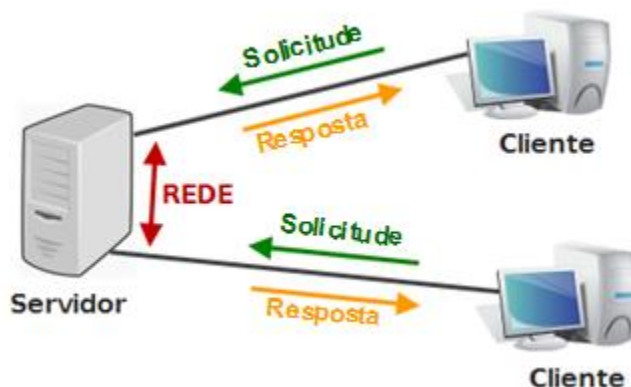 Solicitude
Resposta
Cliente
REDE
Solicitude
Servidor
Resposta
Cliente